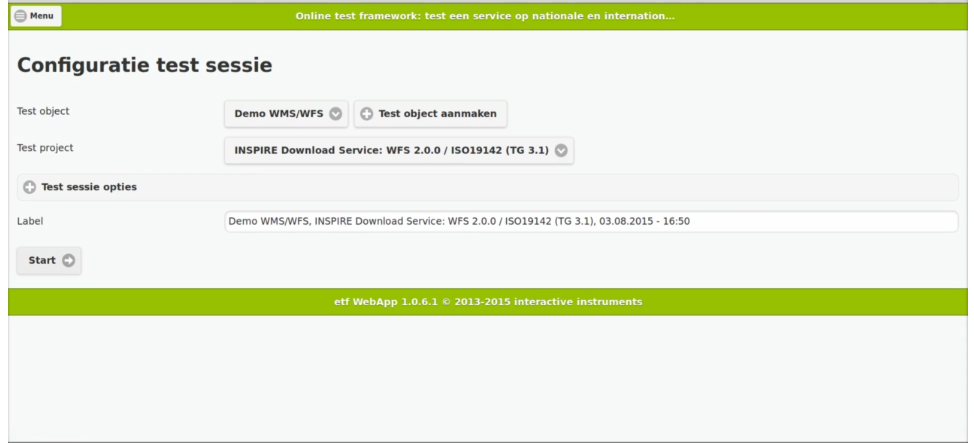 Menu
Online test framework: test een service op nationale en internation...
Configuratie test sessie
Test object
Demo WMS/WFS
Test object aanmaken
Test project
INSPIRE Download Service: WFS 2.0.0 / ISO19142 (TG 3.1)
Test sessie opties
Label
Demo WMS/WFS, INSPIRE Download Service: WFS 2.0.0 / ISO19142 (TG 3.1), 03.08.2015 - 16:50
Start
etf WebApp 1.0.6.1 © 2013-2015 interactive instruments